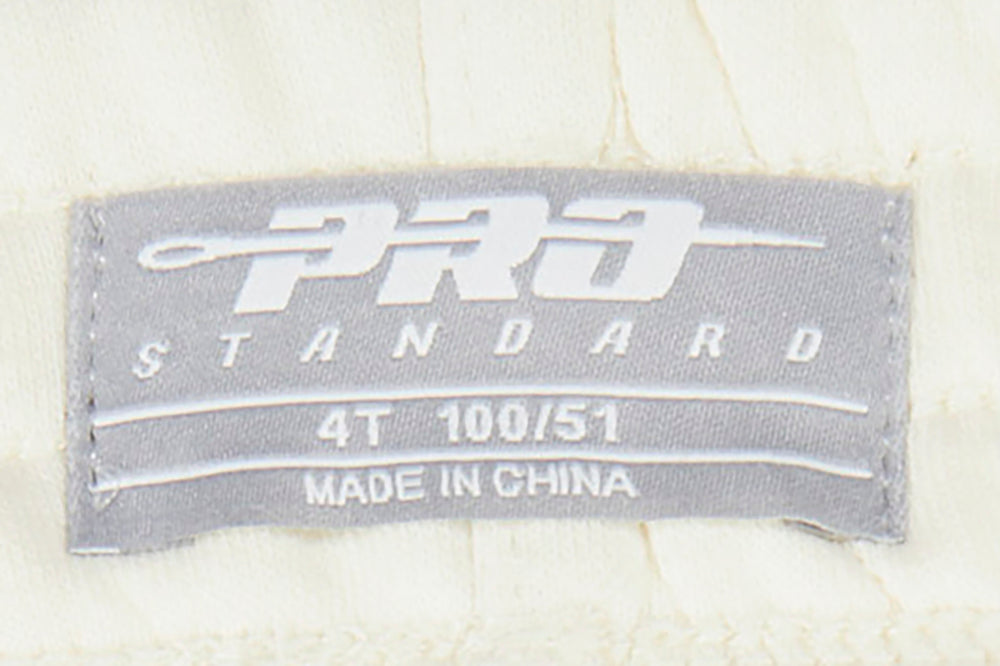 PRO
STANDARD
4T 100/51
MADE IN CHINA